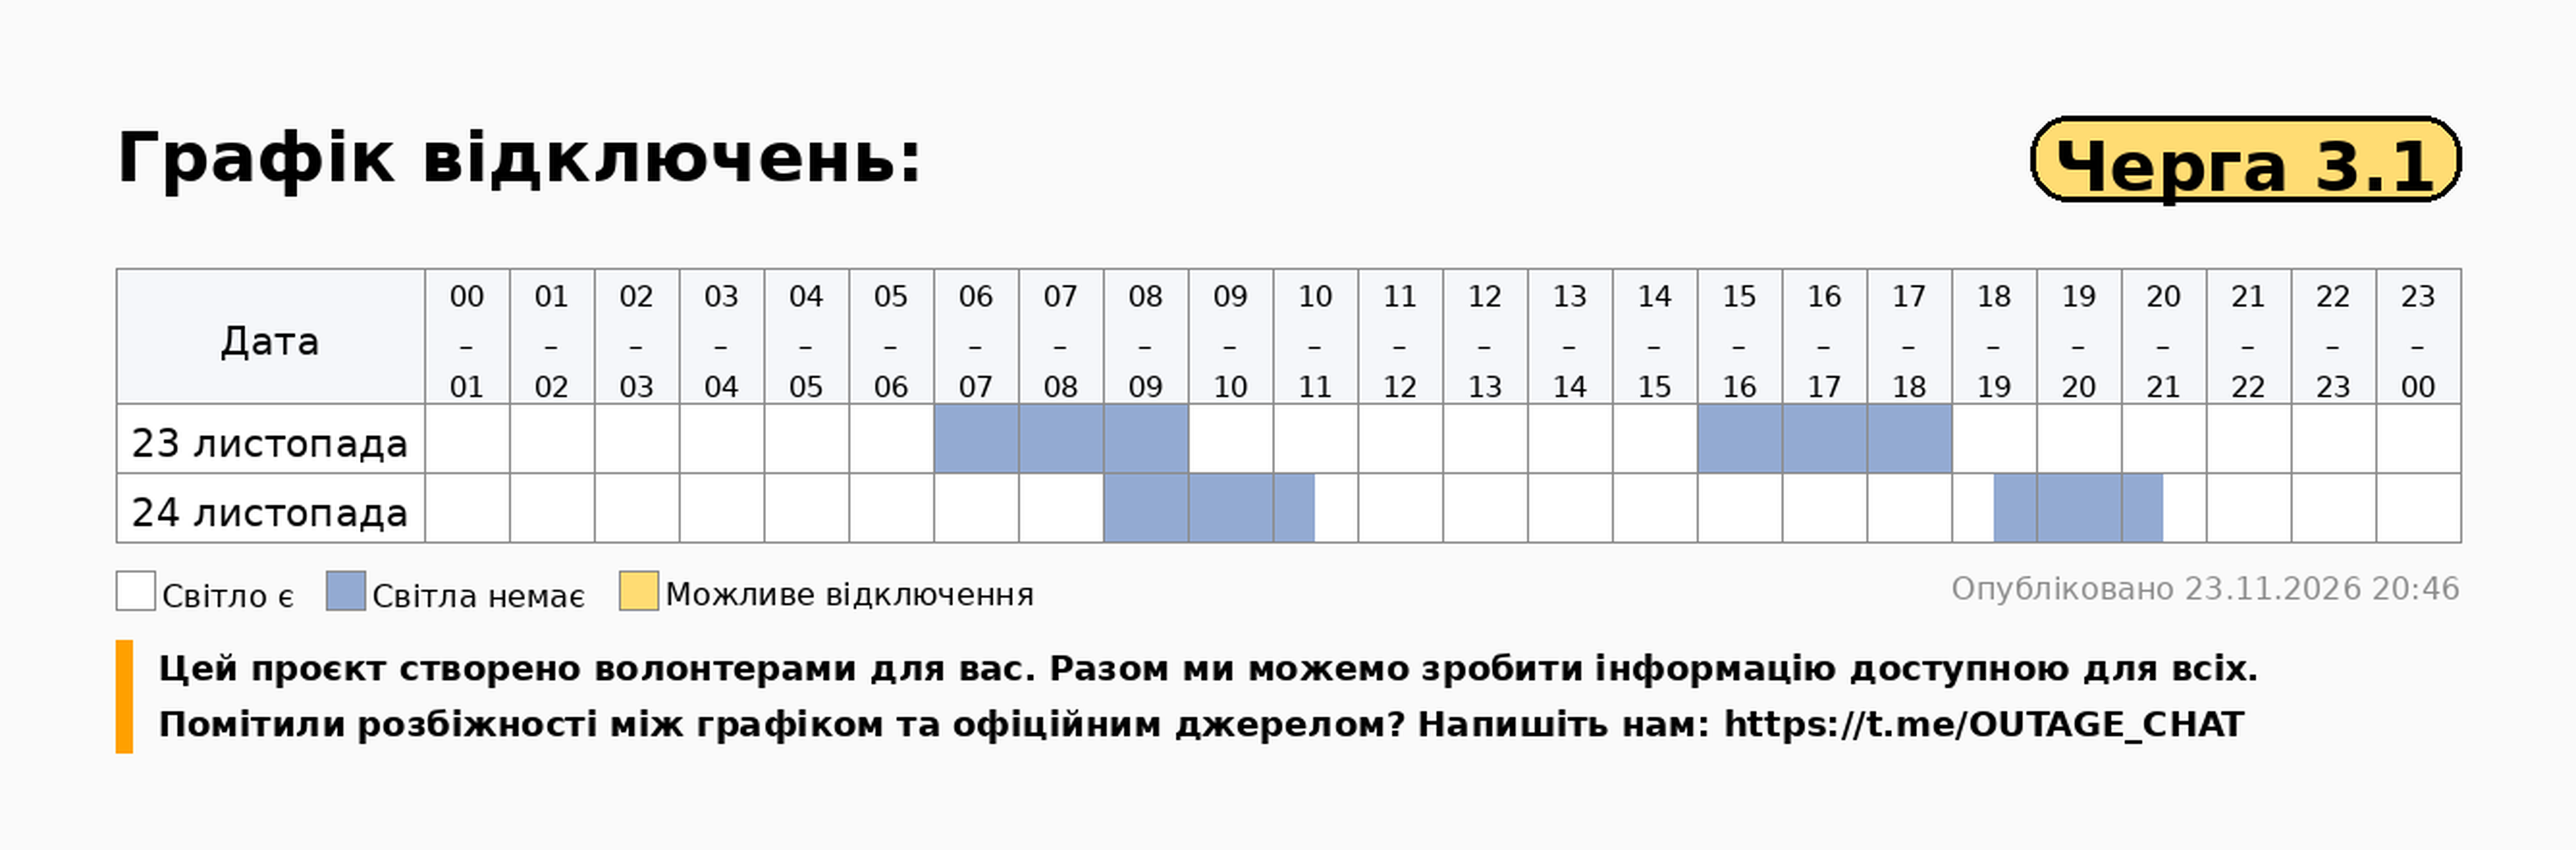 Графік відключень:
Черга 3.1
Дата
00 – 01
01 – 02
02 – 03
03 – 04
04 – 05
05 – 06
06 – 07
07 – 08
08 – 09
09 – 10
10 – 11
11 – 12
12 – 13
13 – 14
14 – 15
15 – 16
16 – 17
17 – 18
18 – 19
19 – 20
20 – 21
21 – 22
22 – 23
23 – 00
23 листопада
24 листопада
Світло є
Світла немає
Можливе відключення
Опубліковано 23.11.2026 20:46
Цей проєкт створено волонтерами для вас. Разом ми можемо зробити інформацію доступною для всіх.
Помітили розбіжності між графіком та офіційним джерелом? Напишіть нам: https://t.me/OUTAGE_CHAT